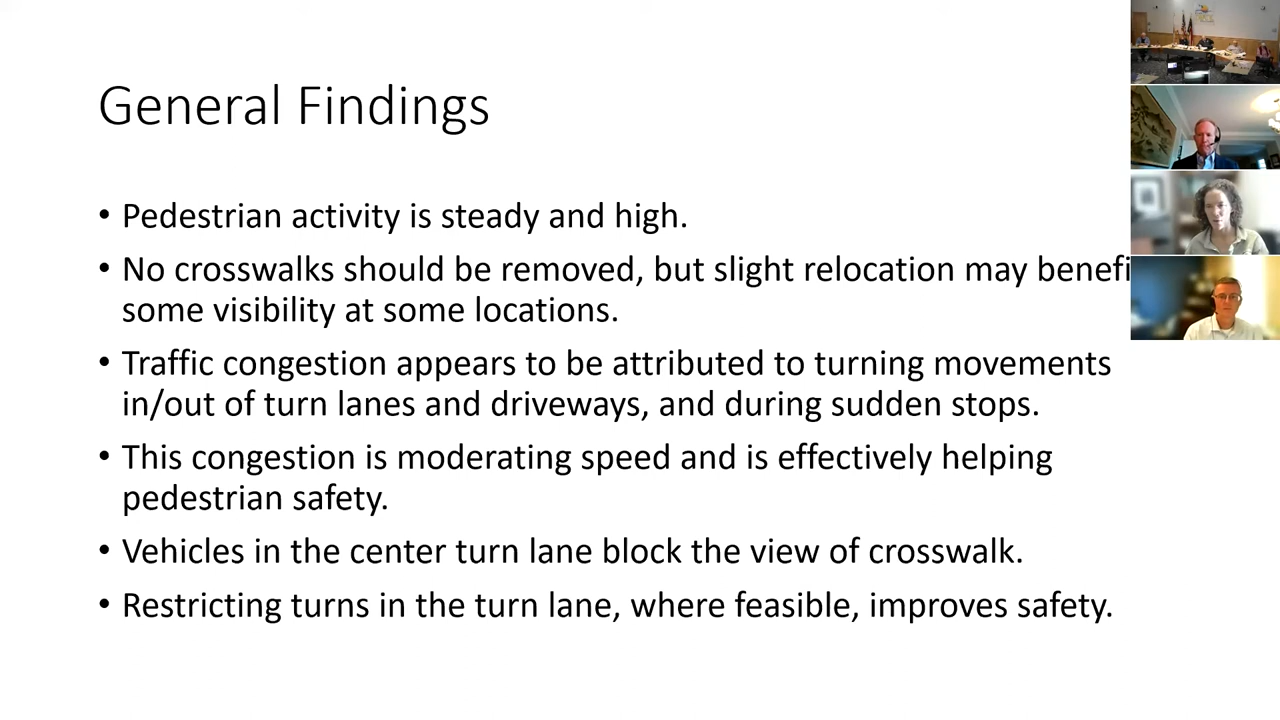 General Findings
• Pedestrian activity is steady and high.
• No crosswalks should be removed, but slight relocation may benefi
some visibility at some locations.
• Traffic congestion appears to be attributed to turning movements
in/out of turn lanes and driveways, and during sudden stops.
• This congestion is moderating speed and is effectively helping
pedestrian safety.
• Vehicles in the center turn lane block the view of crosswalk.
• Restricting turns in the turn lane, where feasible, improves safety.